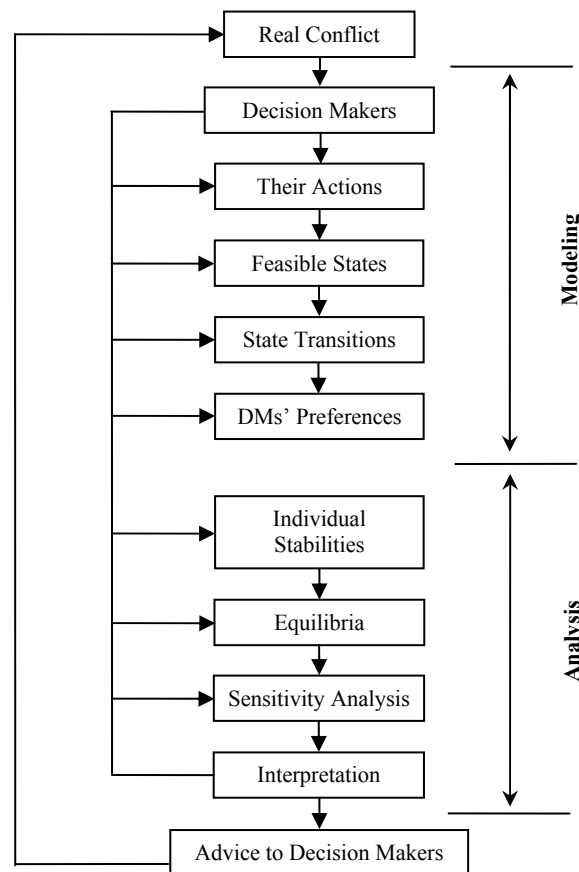 Real Conflict
Decision Makers
Their Actions
Feasible States
State Transitions
DMs’ Preferences
Modeling
Individual
Stabilities
Equilibria
Sensitivity Analysis
Interpretation
Analysis
Advice to Decision Makers